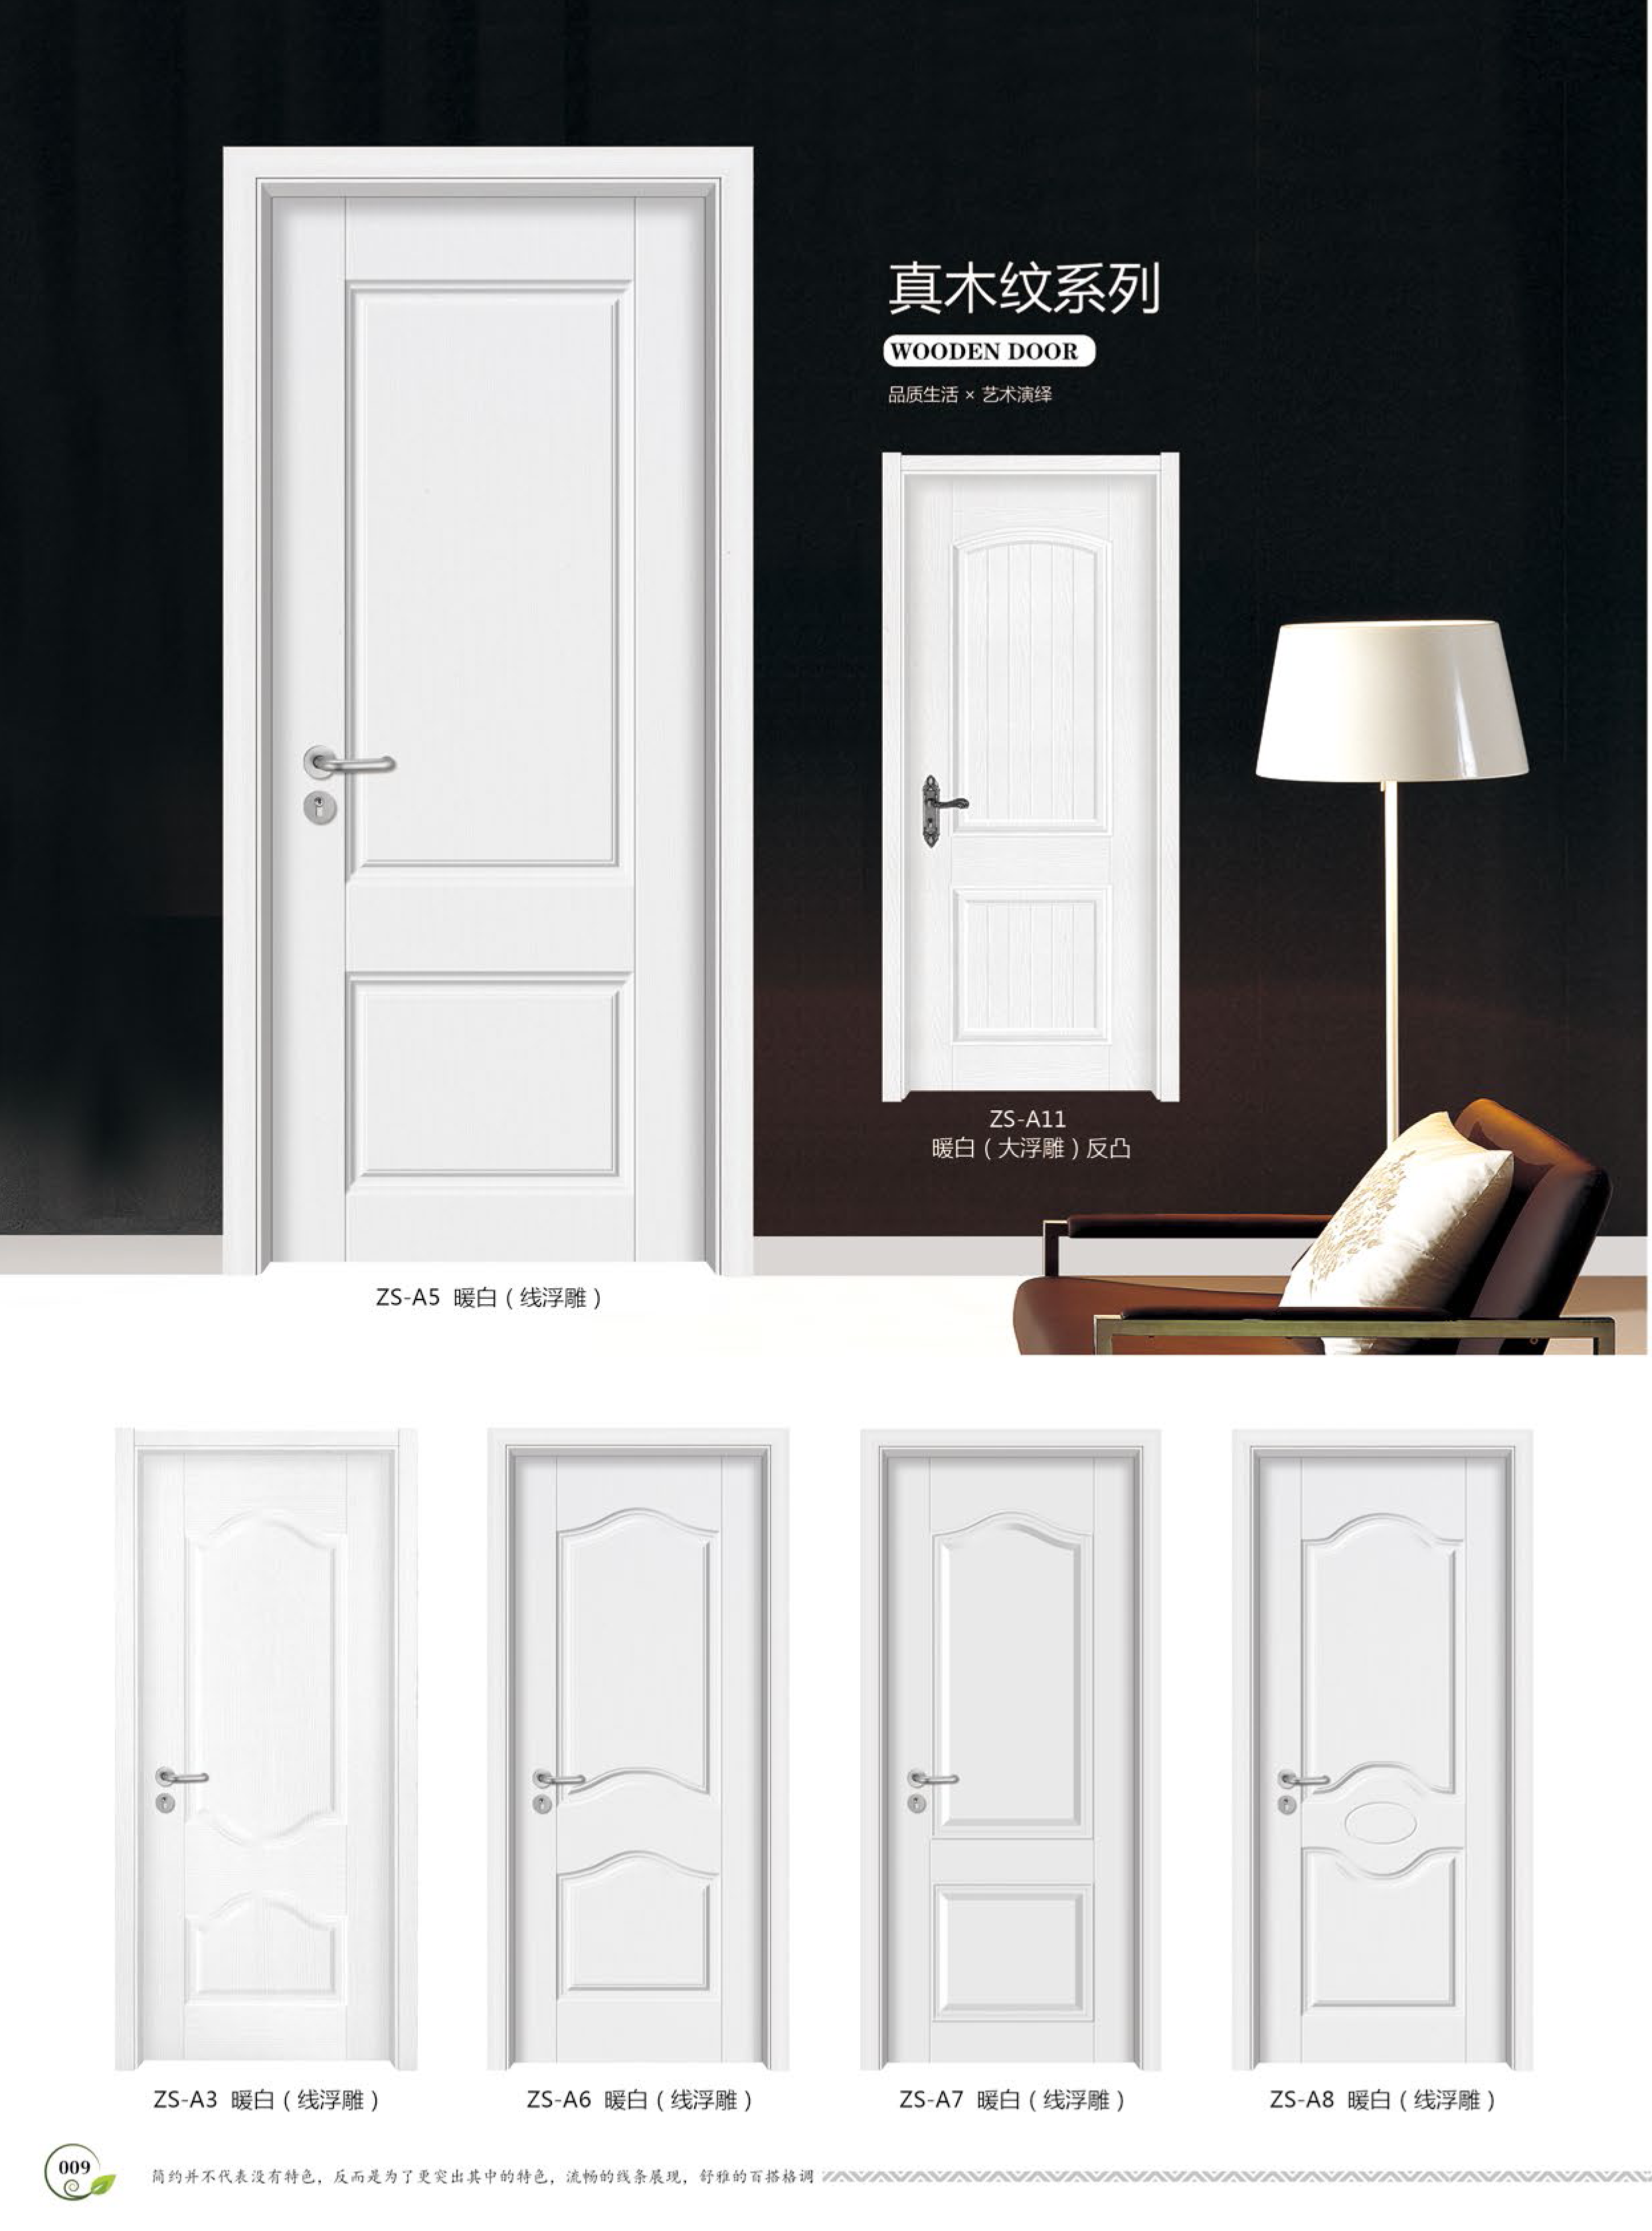 真木纹系列
WOODEN DOOR
品质生活 × 艺术演绎
ZS-A11
暖白（大浮雕）反凸
ZS-A5 暖白（线浮雕）
ZS-A3 暖白（线浮雕）
ZS-A6 暖白（线浮雕）
ZS-A7 暖白（线浮雕）
ZS-A8 暖白（线浮雕）
009
简约并不代表没有特色，反而是为了更突出其中的特色，流畅的线条展现，舒雅的百搭格调